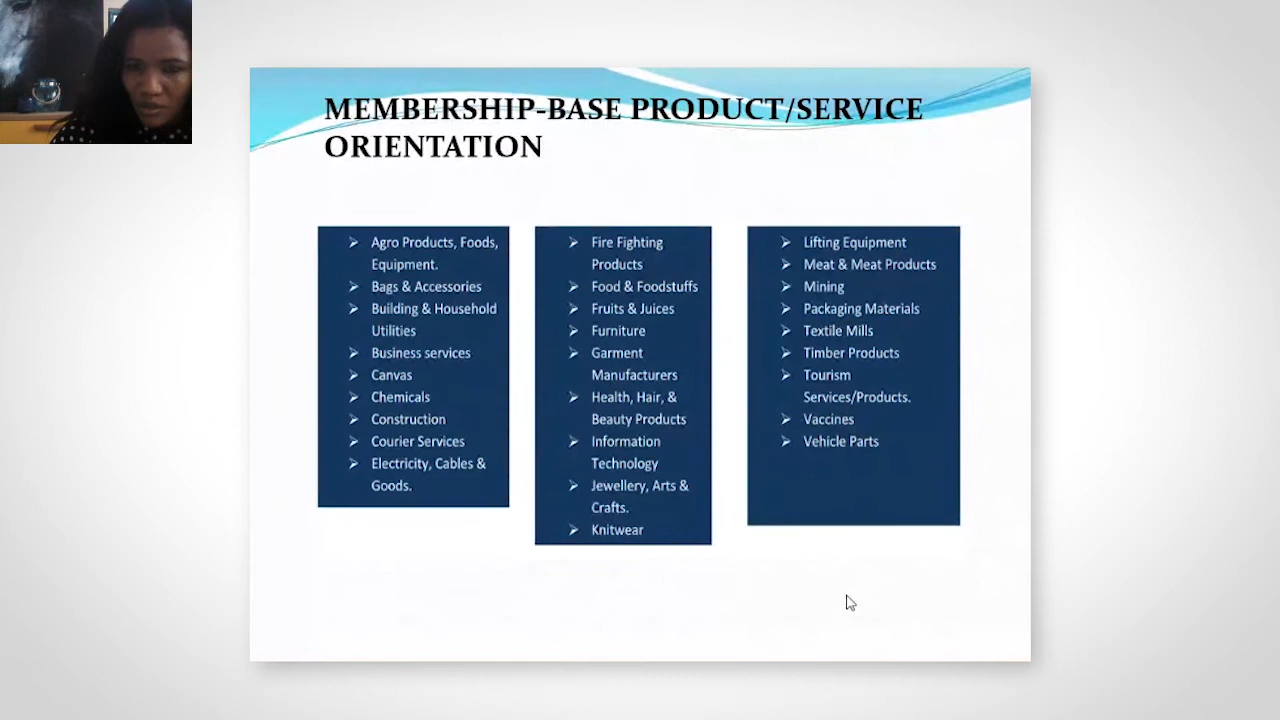 MEMBERSHIP-BASE PRODUCT/SERVICE
ORIENTATION
Agro Products, Foods,
Equipment.
Bags & Accessories
Building & Household
Utilities
Business services
Canvas
Chemicals
Construction
Courier Services
Electricity, Cables &
Goods.
Fire Fighting
Products
Food & Foodstuffs
Fruits & Juices
Furniture
Garment
Manufacturers
Health, Hair, &
Beauty Products
Information
Technology
Jewellery, Arts &
Crafts.
Knitwear
Lifting Equipment
Meat & Meat Products
Mining
Packaging Materials
Textile Mills
Timber Products
Tourism
Services/Products.
Vaccines
Vehicle Parts